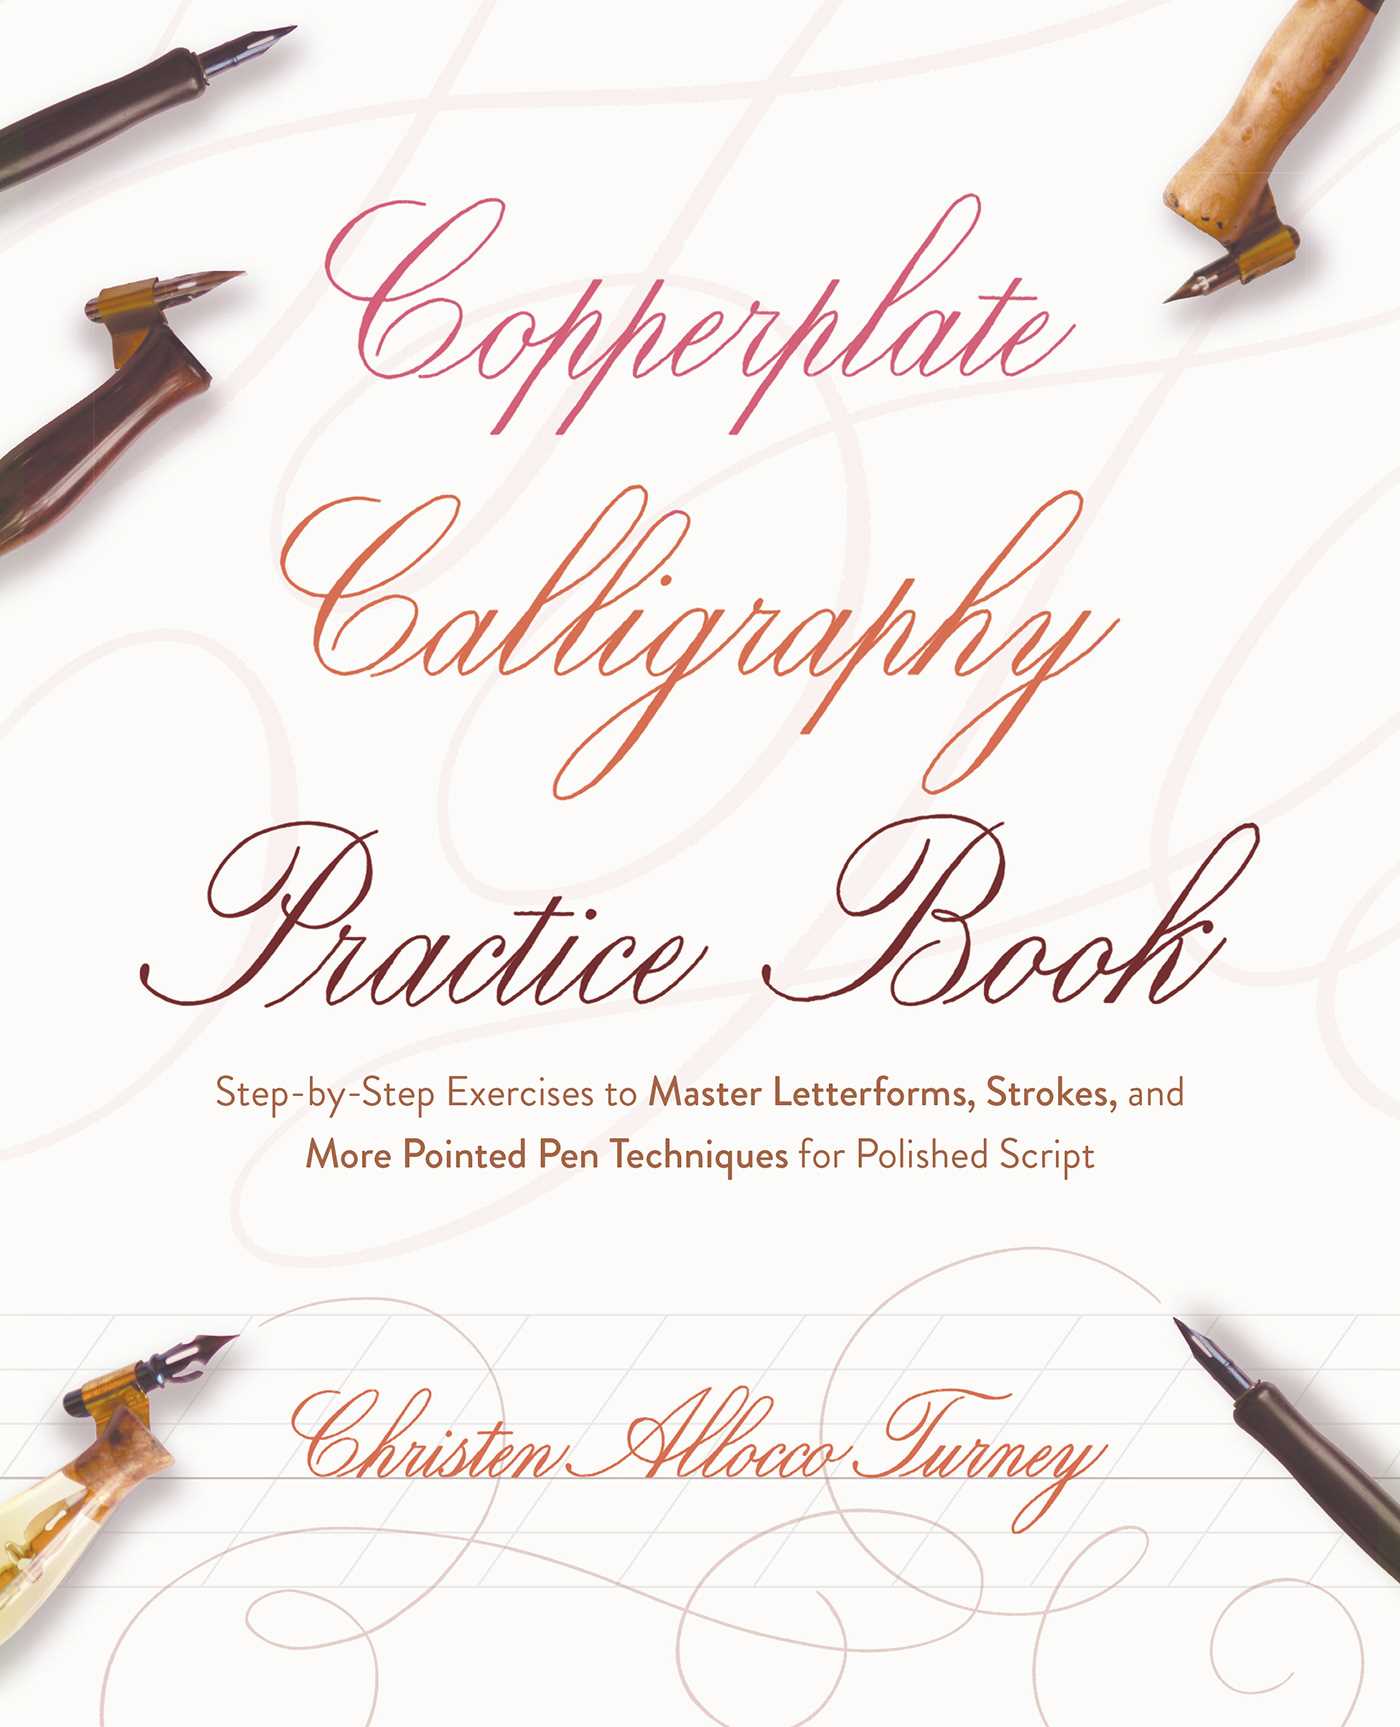 Copperplate
Calligraphy
Practice Book
Step-by-Step Exercises to Master Letterforms, Strokes, and
More Pointed Pen Techniques for Polished Script
Christen Allocco Turney